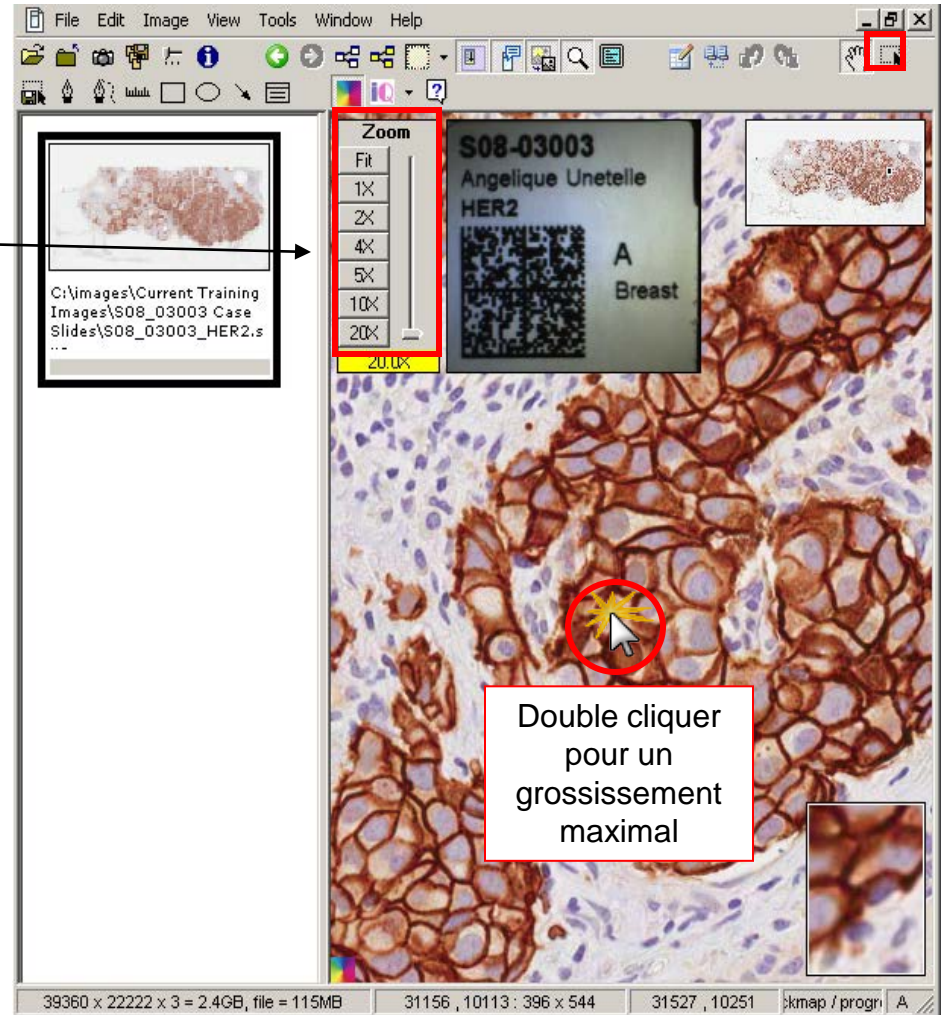 File Edit Image View Tools Window Help
iQ
Zoom
Fit
1X
2X
4X
5X
10X
20X
20.0X
S08-03003
Angelique Unetelle
HER2
A
Breast
C:\images\Current Training
Images\S08_03003 Case
Slides\S08_03003_HER2.s
Double cliquer
pour un
grossissement
maximal
39360 x 22222 x 3 = 2.4GB, file = 115MB 31156 , 10113 : 396 x 544 31527 , 10251 / progr A